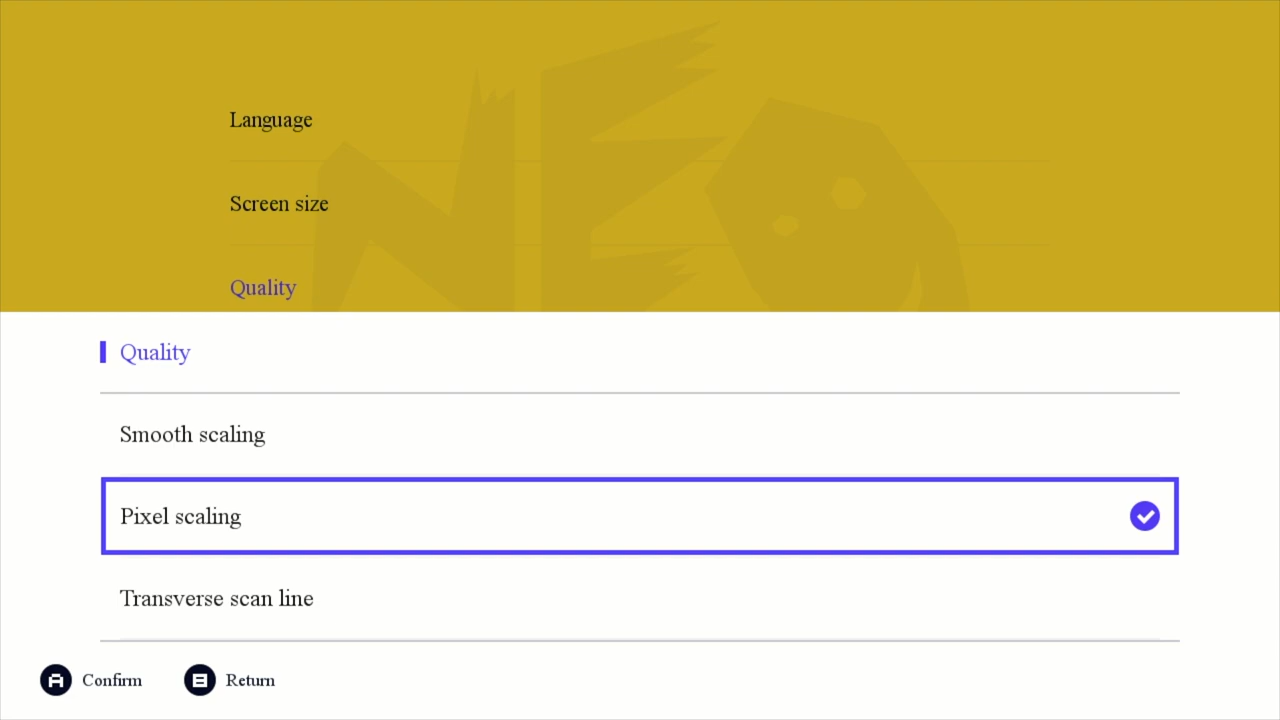 Language
Screen size
Quality
Quality
Smooth scaling
Pixel scaling
Transverse scan line
A Confirm
B Return